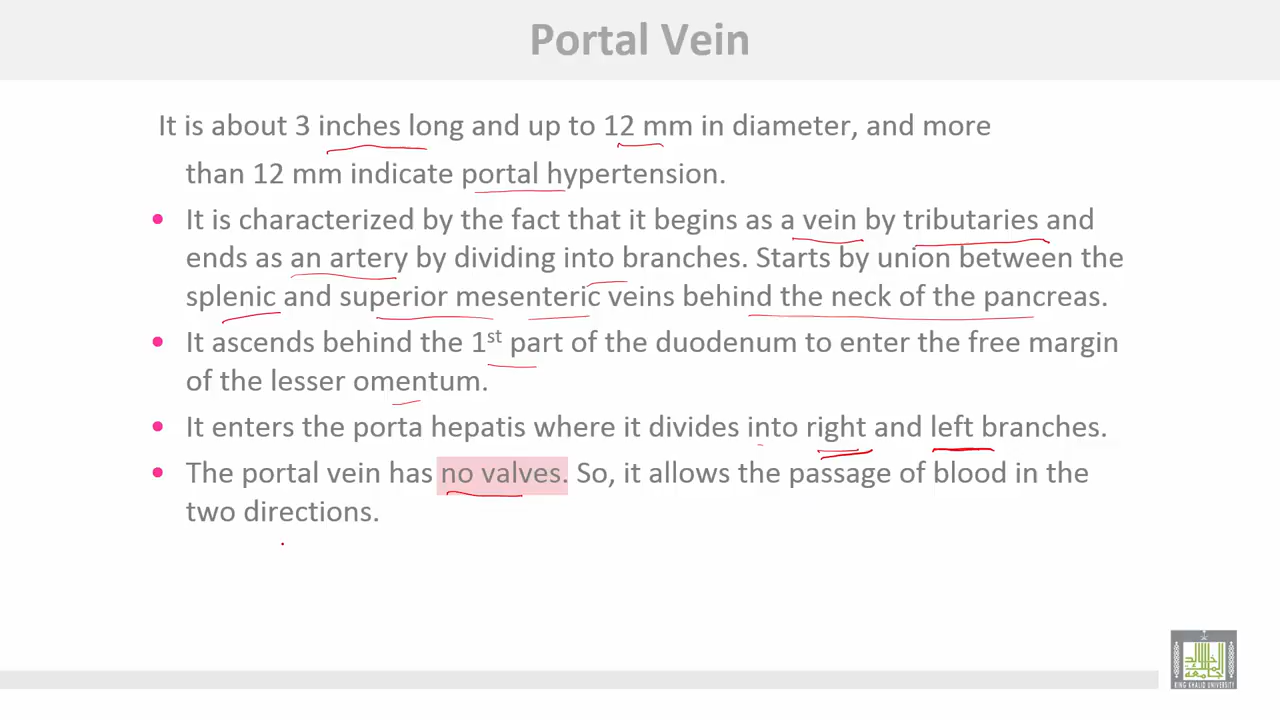 Portal Vein
It is about 3 inches long and up to 12 mm in diameter, and more
than 12 mm indicate portal hypertension.
• It is characterized by the fact that it begins as a vein by tributaries and
ends as an artery by dividing into branches. Starts by union between the
splenic and superior mesenteric veins behind the neck of the pancreas.
• It ascends behind the 1st part of the duodenum to enter the free margin
of the lesser omentum.
• It enters the porta hepatis where it divides into right and left branches.
• The portal vein has no valves. So, it allows the passage of blood in the
two directions.
KING KHALID UNIVERSITY